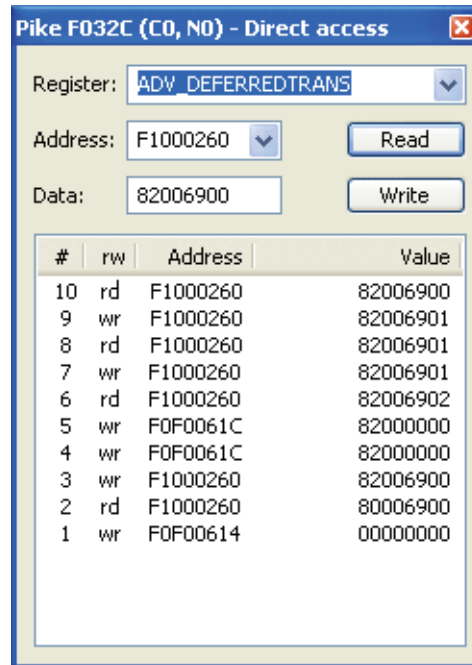 Pike F032C (C0, N0) - Direct access
Register: ADV_DEFERREDTRANS
Address: F1000260 Read
Data: 82006900 Write
# rw Address Value
10 rd F1000260 82006900
9 wr F1000260 82006901
8 rd F1000260 82006901
7 wr F1000260 82006901
6 rd F1000260 82006902
5 wr F0F0061C 82000000
4 wr F0F0061C 82000000
3 wr F1000260 82006900
2 rd F1000260 80006900
1 wr F0F00614 00000000